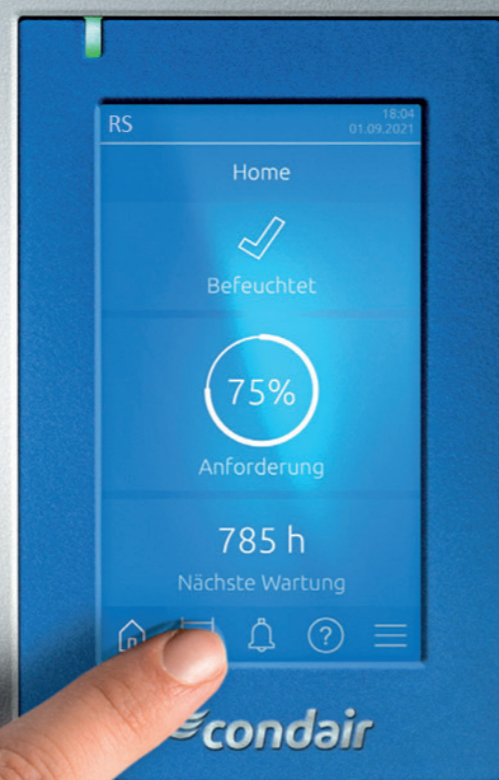 RS
18:04
01.09.2021
Home
Befeuchtet
75%
Anforderung
785 h
Nächste Wartung
?
condair